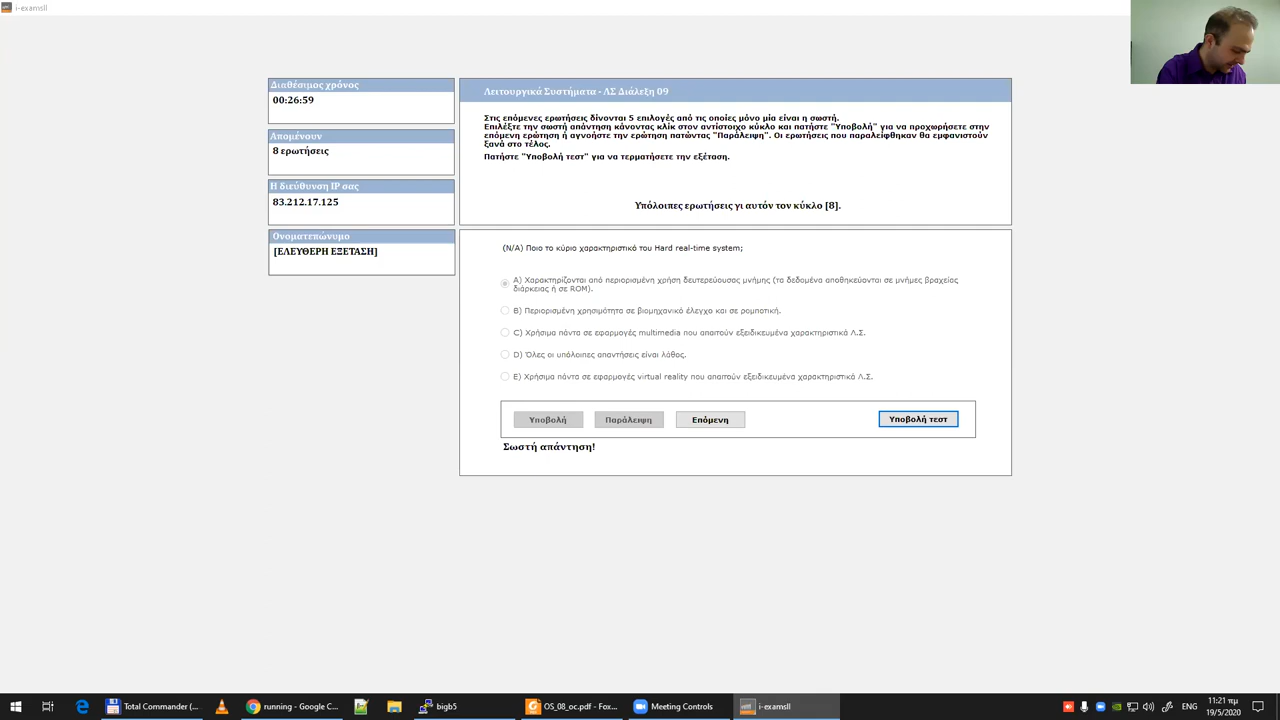 i-examsll
Διαθέσιμος χρόνος
00:26:59
Απομένουν
8 ερωτήσεις
Η διεύθυνση IP σας
83.212.17.125
Ονοματεπώνυμο
[ΕΛΕΥΘΕΡΗ ΕΞΕΤΑΣΗ]
Λειτουργικά Συστήματα - ΛΣ Διάλεξη 09
Στις επόμενες ερωτήσεις δίνονται 5 επιλογές από τις οποίες μόνο μία είναι η σωστή.
Επιλέξτε την σωστή απάντηση κάνοντας κλίκ στον αντίστοιχο κύκλο και πατήστε "Υποβολή" για να προχωρήσετε στην
επόμενη ερώτηση ή αγνοήστε την ερώτηση πατώντας "Παράλειψη". Οι ερωτήσεις που παραλείφθηκαν θα εμφανιστούν
ξανά στο τέλος.
Πατήστε "Υποβολή τεστ" για να τερματήσετε την εξέταση.
Υπόλοιπες ερωτήσεις γι αυτόν τον κύκλο [8].
(N/A) Ποιο το κύριο χαρακτηριστικό του Hard real-time system;
A) Χαρακτηρίζονται από περιορισμένη χρήση δευτερεύουσας μνήμης (τα δεδομένα αποθηκεύονται σε μνήμες βραχείας
διάρκειας ή σε ROM).
B) Περιορισμένη χρησιμότητα σε βιομηχανικό έλεγχο και σε ρομποτική.
C) Χρήσιμα πάντα σε εφαρμογές multimedia που απαιτούν εξειδικευμένα χαρακτηριστικά Λ.Σ.
D) Όλες οι υπόλοιπες απαντήσεις είναι λάθος.
E) Χρήσιμα πάντα σε εφαρμογές virtual reality που απαιτούν εξειδικευμένα χαρακτηριστικά Λ.Σ.
Υποβολή
Παράλειψη
Επόμενη
Υποβολή τεστ
Σωστή απάντηση!
Total Commander (...
running - Google C...
bigb5
OS_08_oc.pdf - Fox...
Meeting Controls
i-examsll
ENG
11:21 πμ
19/5/2020